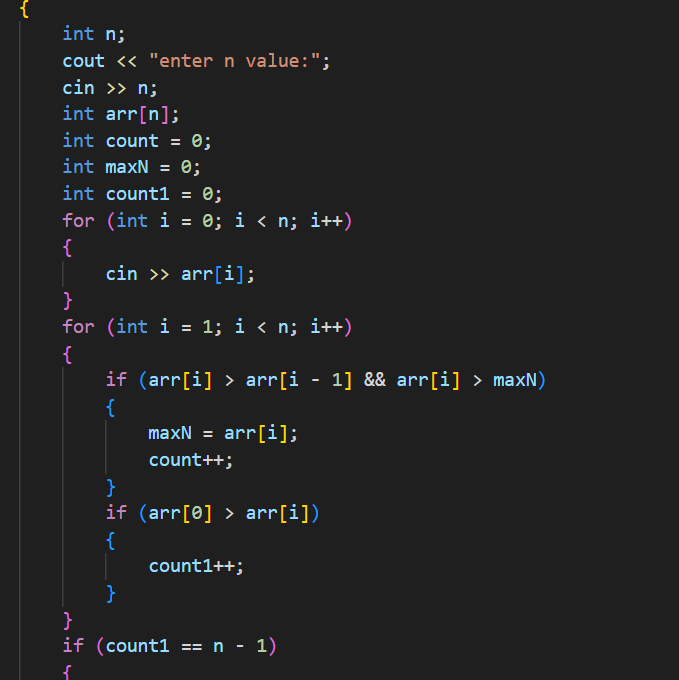 {
int n;
cout << "enter n value:";
cin >> n;
int arr[n];
int count = 0;
int maxN = 0;
int count1 = 0;
for (int i = 0; i < n; i++)
{
cin >> arr[i];
}
for (int i = 1; i < n; i++)
{
if (arr[i] > arr[i - 1] && arr[i] > maxN)
{
maxN = arr[i];
count++;
}
if (arr[0] > arr[i])
{
count1++;
}
}
if (count1 == n - 1)
{